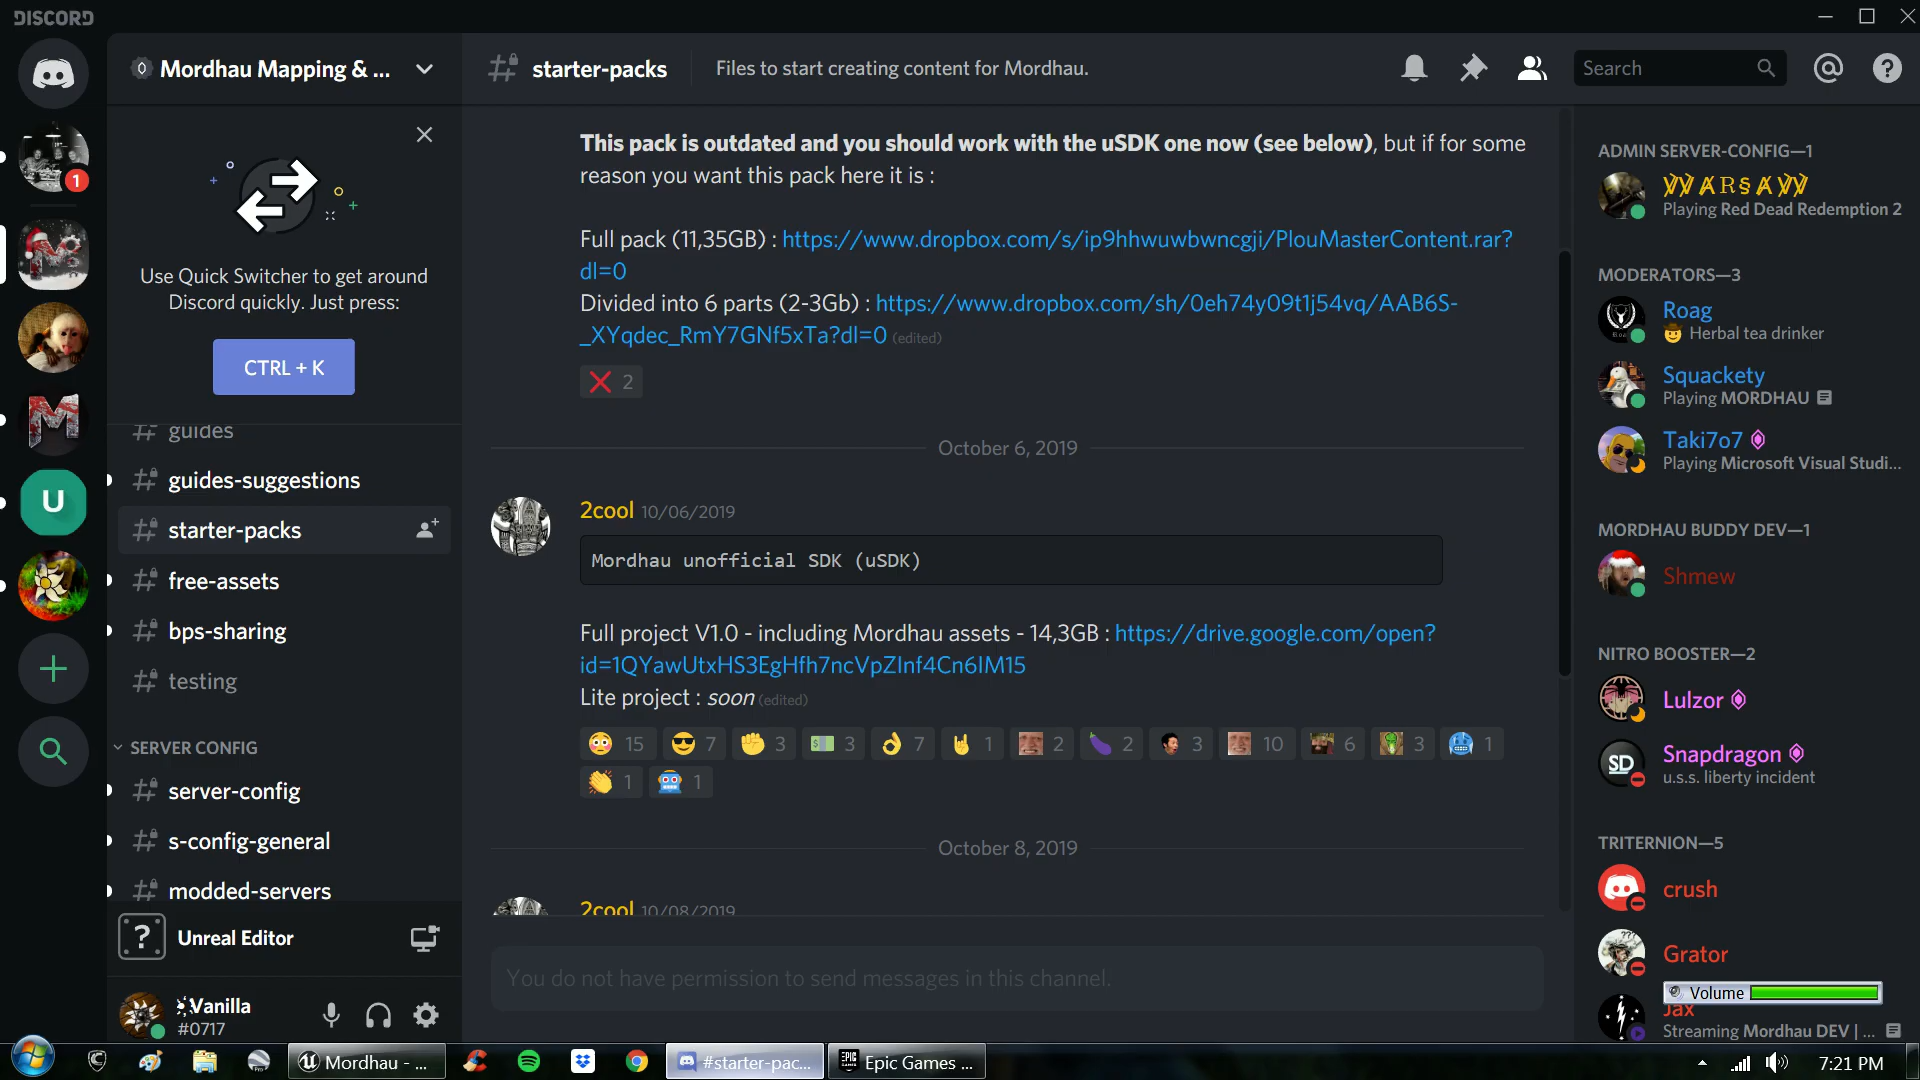 DISCORD
Mordhau Mapping & ...
starter-packs
Files to start creating content for Mordhau.
Search
1
Use Quick Switcher to get around
Discord quickly. Just press:
CTRL + K
guides
guides-suggestions
starter-packs
free-assets
bps-sharing
testing
SERVER CONFIG
server-config
s-config-general
modded-servers
U
Unreal Editor
Vanilla
#0717
This pack is outdated and you should work with the uSDK one now (see below), but if for some
reason you want this pack here it is :
Full pack (11,35GB) : https://www.dropbox.com/s/ip9hhwuwbwncgji/PlouMasterContent.rar?
dl=0
Divided into 6 parts (2-3Gb) : https://www.dropbox.com/sh/0eh74y09t1j54vq/AAB6S-
_XYqdec_RmY7GNf5xTa?dl=0 (edited)
2
October 6, 2019
2cool 10/06/2019
Mordhau unofficial SDK (uSDK)
Full project V1.0 - including Mordhau assets - 14,3GB : https://drive.google.com/open?
id=1QYawUtxHS3EgHfh7ncVpZInf4Cn6IM15
Lite project : soon (edited)
15 7 3 3 7 1 2 2 3 10 6 3 1
1 1
October 8, 2019
2cool 10/08/2019
You do not have permission to send messages in this channel.
ADMIN SERVER-CONFIG—1
Playing Red Dead Redemption 2
MODERATORS—3
Roag
Herbal tea drinker
Squackety
Playing MORDHAU
Taki7o7
Playing Microsoft Visual Studi...
MORDHAU BUDDY DEV—1
Shmew
NITRO BOOSTER—2
Lulzor
SD
Snapdragon
u.s.s. liberty incident
TRITERNION—5
crush
Grator
Volume
Jax
Streaming Mordhau DEV | ...
Mordhau - ...
#starter-pac...
Epic Games ...
7:21 PM